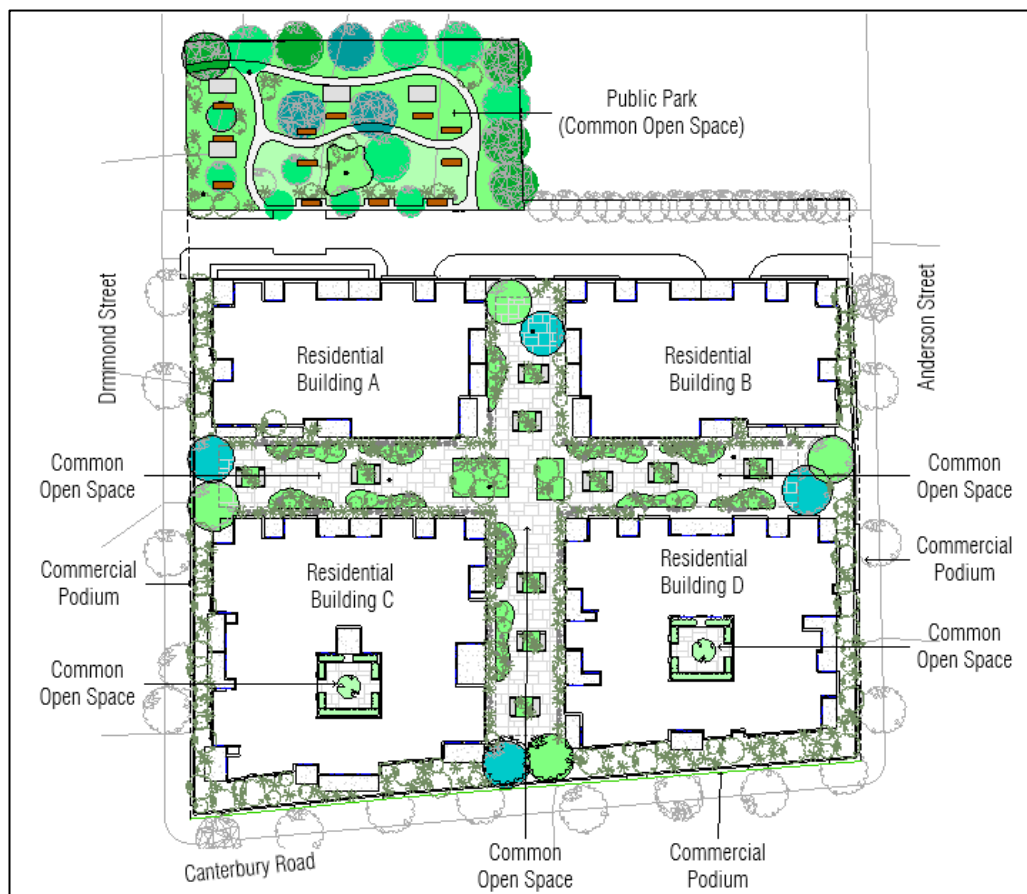 Public Park
(Common Open Space)
Drmmond Street
Anderson Street
Residential
Building A
Residential
Building B
Common
Open Space
Common
Open Space
Commercial
Podium
Residential
Building C
Residential
Building D
Commercial
Podium
Common
Open Space
Common
Open Space
Canterbury Road
Common
Open Space
Commercial
Podium